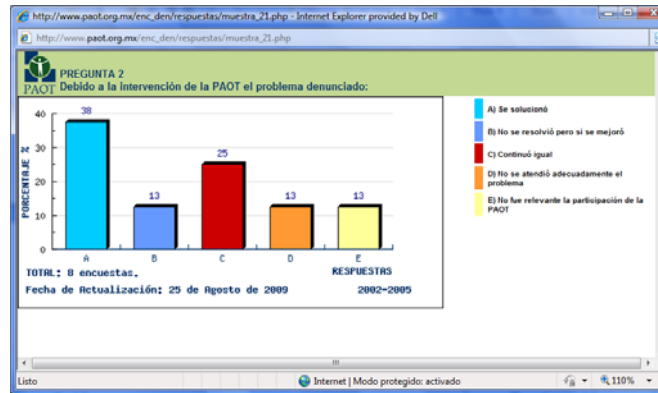 http://www.paot.org.mx/enc_den/respuestas/muestra_21.php - Internet Explorer provided by Dell
http://www.paot.org.mx/enc_den/respuestas/muestra_21.php
PAOT
PREGUNTA 2
Debido a la intervención de la PAOT el problema denunciado:
PORCENTAJE %
40
30
20
10
0
38
13
25
13
13
A
B
C
D
E
TOTAL: 8 encuestas.
RESPUESTAS
Fecha de Actualización: 25 de Agosto de 2009
2002-2005
A) Se solucionó
B) No se resolvió pero si se mejoró
C) Continuó igual
D) No se atendió adecuadamente el
problema
E) No fue relevante la participación de la
PAOT
Listo
Internet | Modo protegido: activado
110%